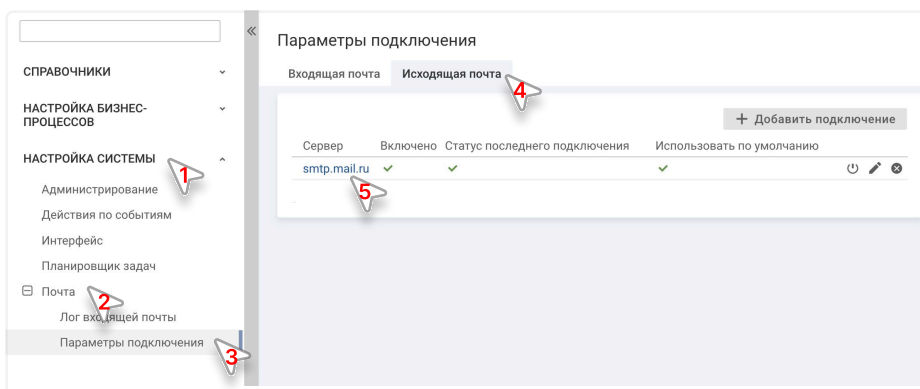 Параметры подключения
СПРАВОЧНИКИ
НАСТРОЙКА БИЗНЕС-
ПРОЦЕССОВ
НАСТРОЙКА СИСТЕМЫ
1
Администрирование
Действия по событиям
Интерфейс
Планировщик задач
Почта
2
Лог входящей почты
Параметры подключения
3
Входящая почта Исходящая почта
4
Добавить подключение
Сервер Включено Статус последнего подключения Использовать по умолчанию
smtp.mail.ru
5